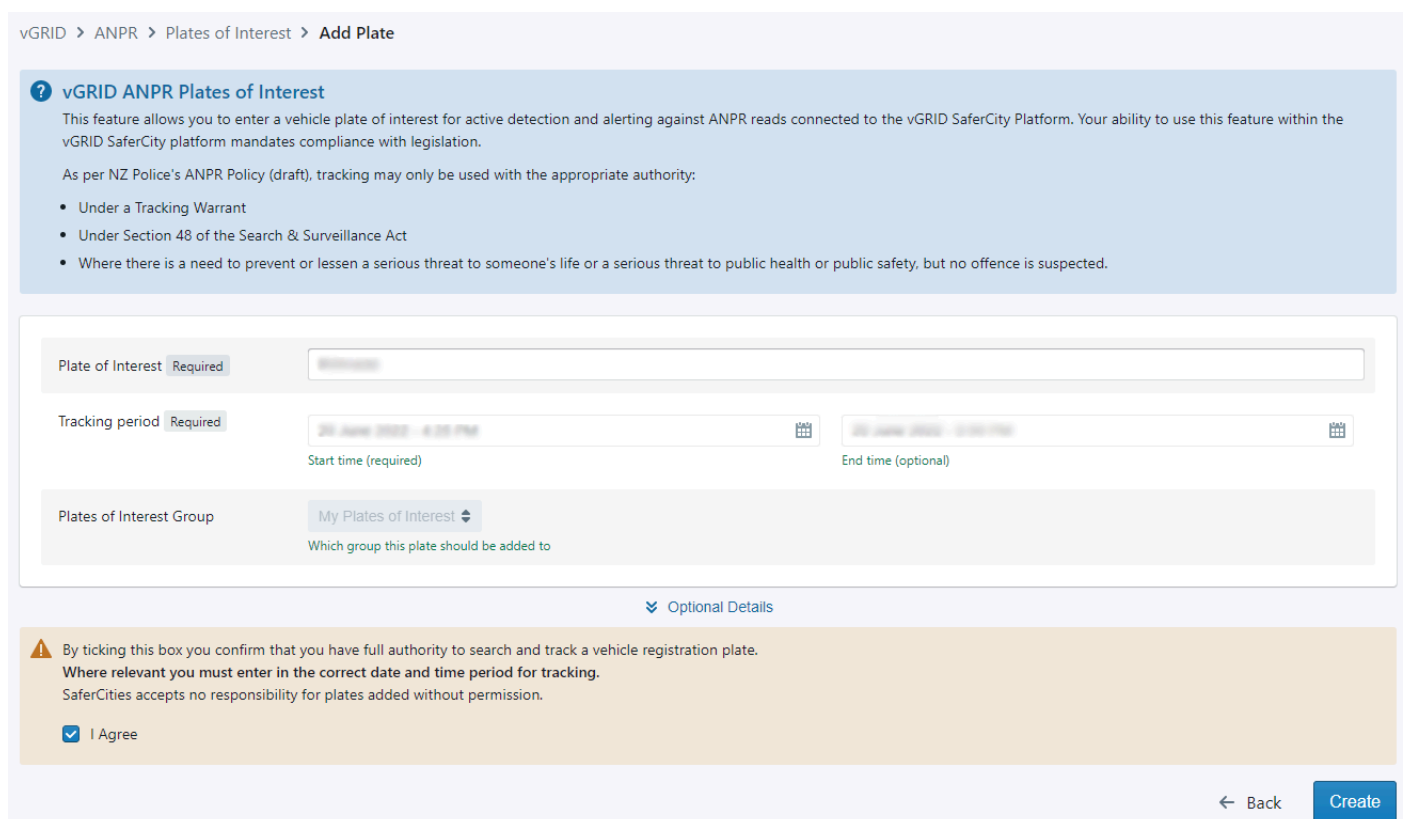 vGRID > ANPR > Plates of Interest > Add Plate
vGRID ANPR Plates of Interest
This feature allows you to enter a vehicle plate of interest for active detection and alerting against ANPR reads connected to the vGRID SaferCity Platform. Your ability to use this feature within the
vGRID SaferCity platform mandates compliance with legislation.
As per NZ Police's ANPR Policy (draft), tracking may only be used with the appropriate authority:
• Under a Tracking Warrant
• Under Section 48 of the Search & Surveillance Act
• Where there is a need to prevent or lessen a serious threat to someone's life or a serious threat to public health or public safety, but no offence is suspected.
Plate of Interest Required
Tracking period Required
Start time (required) End time (optional)
Plates of Interest Group My Plates of Interest
Which group this plate should be added to
Optional Details
By ticking this box you confirm that you have full authority to search and track a vehicle registration plate.
Where relevant you must enter in the correct date and time period for tracking.
SaferCities accepts no responsibility for plates added without permission.
I Agree
← Back Create